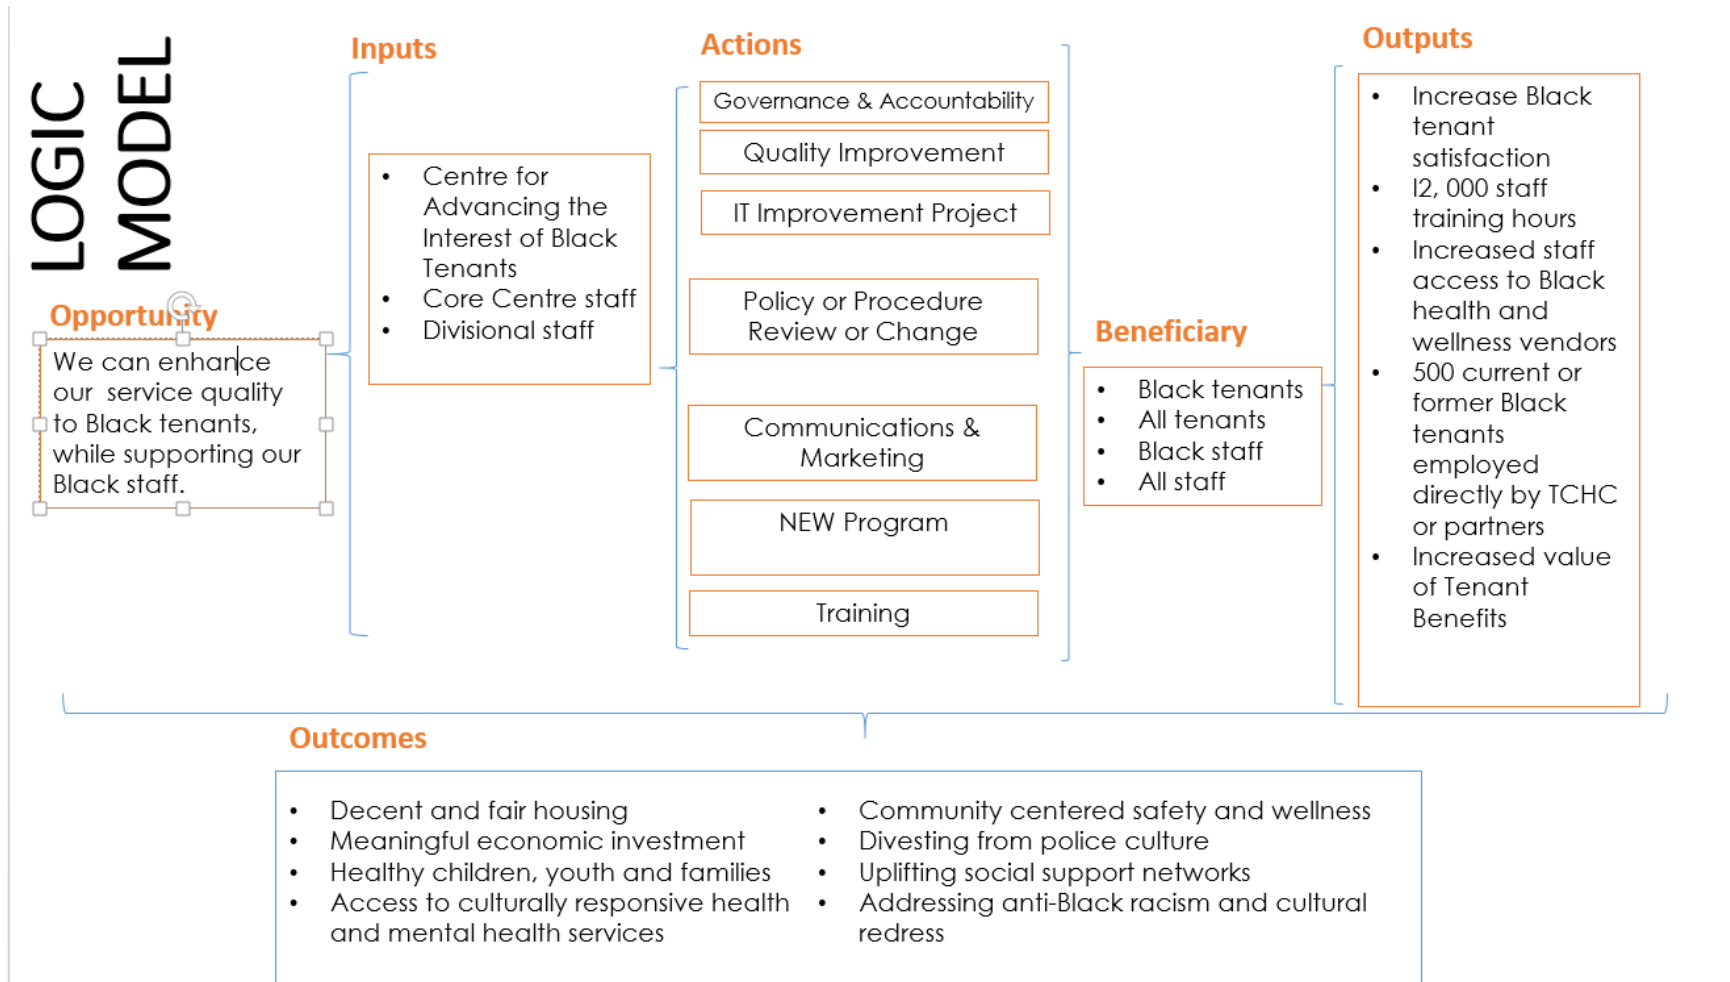 LOGIC
MODEL
Opportunity
We can enhance
our service quality
to Black tenants,
while supporting our
Black staff.
Inputs
• Centre for
Advancing the
Interest of Black
Tenants
• Core Centre staff
• Divisional staff
Actions
Governance & Accountability
Quality Improvement
IT Improvement Project
Policy or Procedure
Review or Change
Communications &
Marketing
NEW Program
Training
Beneficiary
• Black tenants
• All tenants
• Black staff
• All staff
Outputs
• Increase Black
tenant
satisfaction
• I2, 000 staff
training hours
• Increased staff
access to Black
health and
wellness vendors
• 500 current or
former Black
tenants
employed
directly by TCHC
or partners
• Increased value
of Tenant
Benefits
Outcomes
• Decent and fair housing
• Meaningful economic investment
• Healthy children, youth and families
• Access to culturally responsive health
and mental health services
• Community centered safety and wellness
• Divesting from police culture
• Uplifting social support networks
• Addressing anti-Black racism and cultural
redress